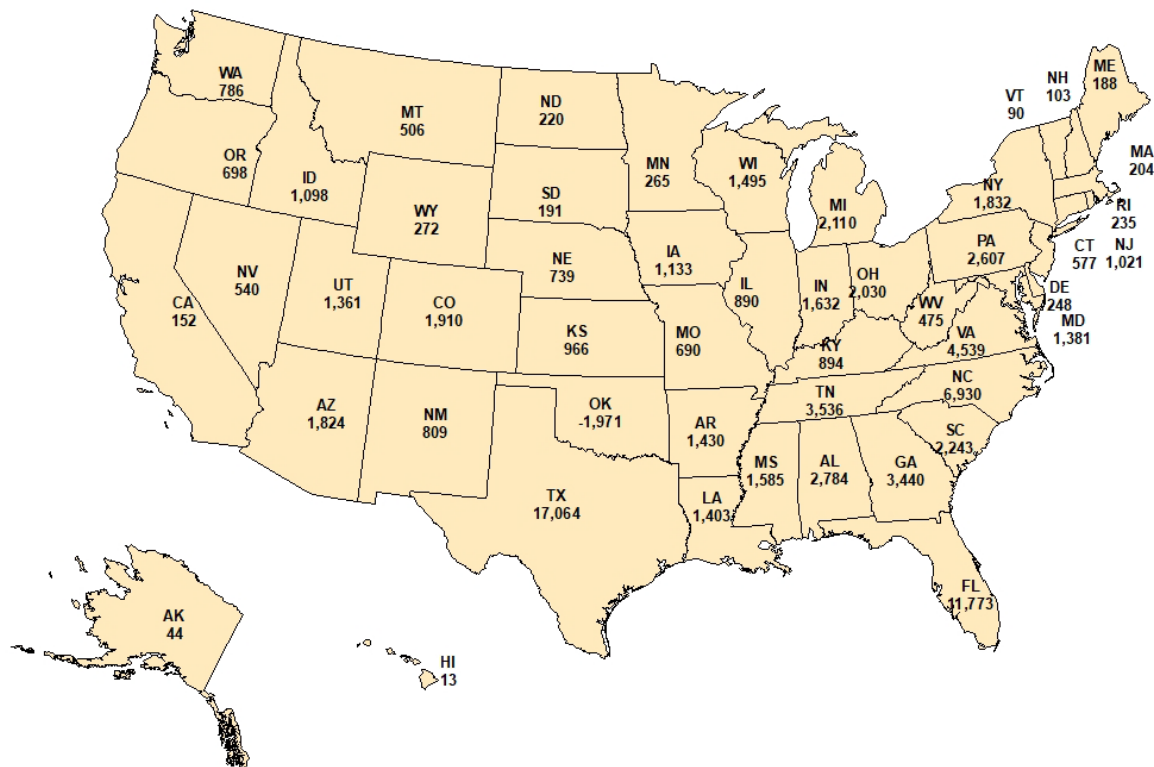 WA
786
MT
506
ND
220
MN
265
WI
1,495
MI
2,110
VT
90
NH
103
ME
188
MA
204
NY
1,832
RI
235
CT
577
NJ
1,021
PA
2,607
OR
698
ID
1,098
WY
272
SD
191
IA
1,133
NE
739
IL
890
IN
1,632
OH
2,030
WV
475
DE
248
MD
1,381
VA
4,539
CA
152
NV
540
UT
1,361
CO
1,910
KS
966
MO
690
KY
894
TN
3,536
NC
6,930
AZ
1,824
NM
809
OK
-1,971
AR
1,430
SC
2,243
MS
1,585
AL
2,784
GA
3,440
TX
17,064
LA
1,403
FL
11,773
AK
44
HI
13